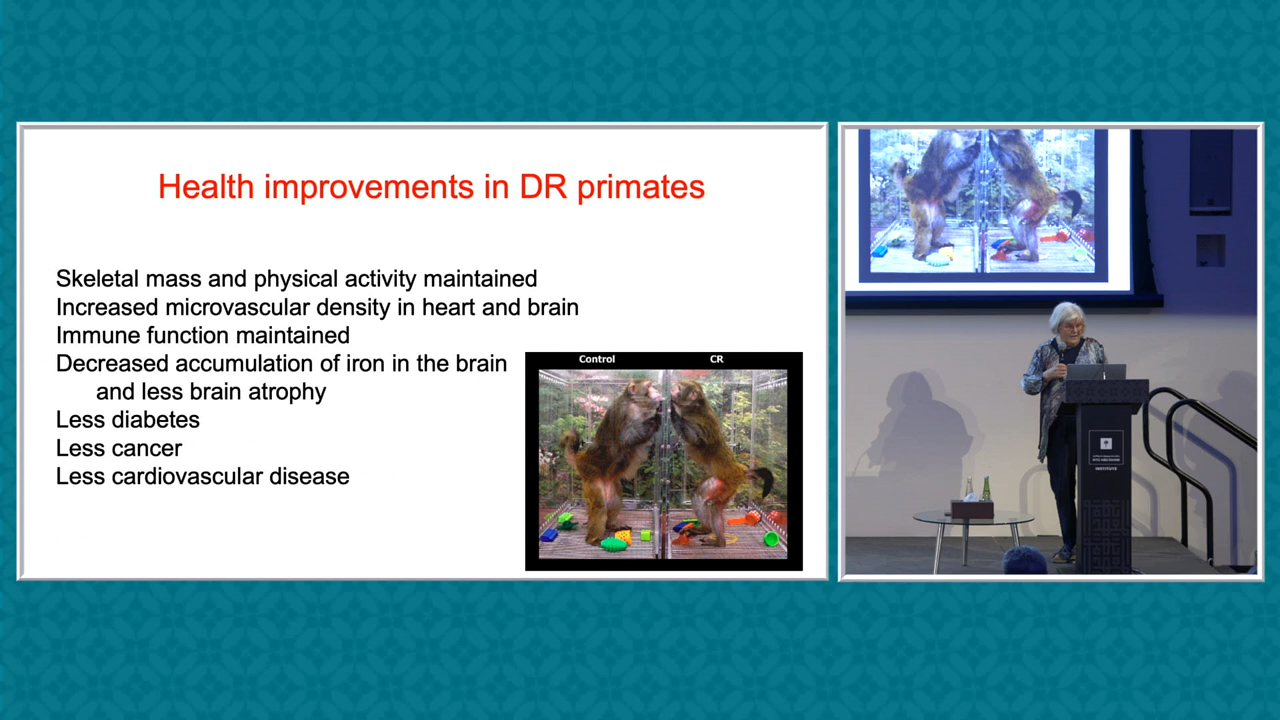 Health improvements in DR primates
Skeletal mass and physical activity maintained
Increased microvascular density in heart and brain
Immune function maintained
Decreased accumulation of iron in the brain
and less brain atrophy
Less diabetes
Less cancer
Less cardiovascular disease
Control CR
INSTITUTE